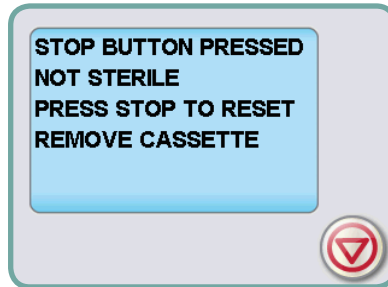 STOP BUTTON PRESSED
NOT STERILE
PRESS STOP TO RESET
REMOVE CASSETTE